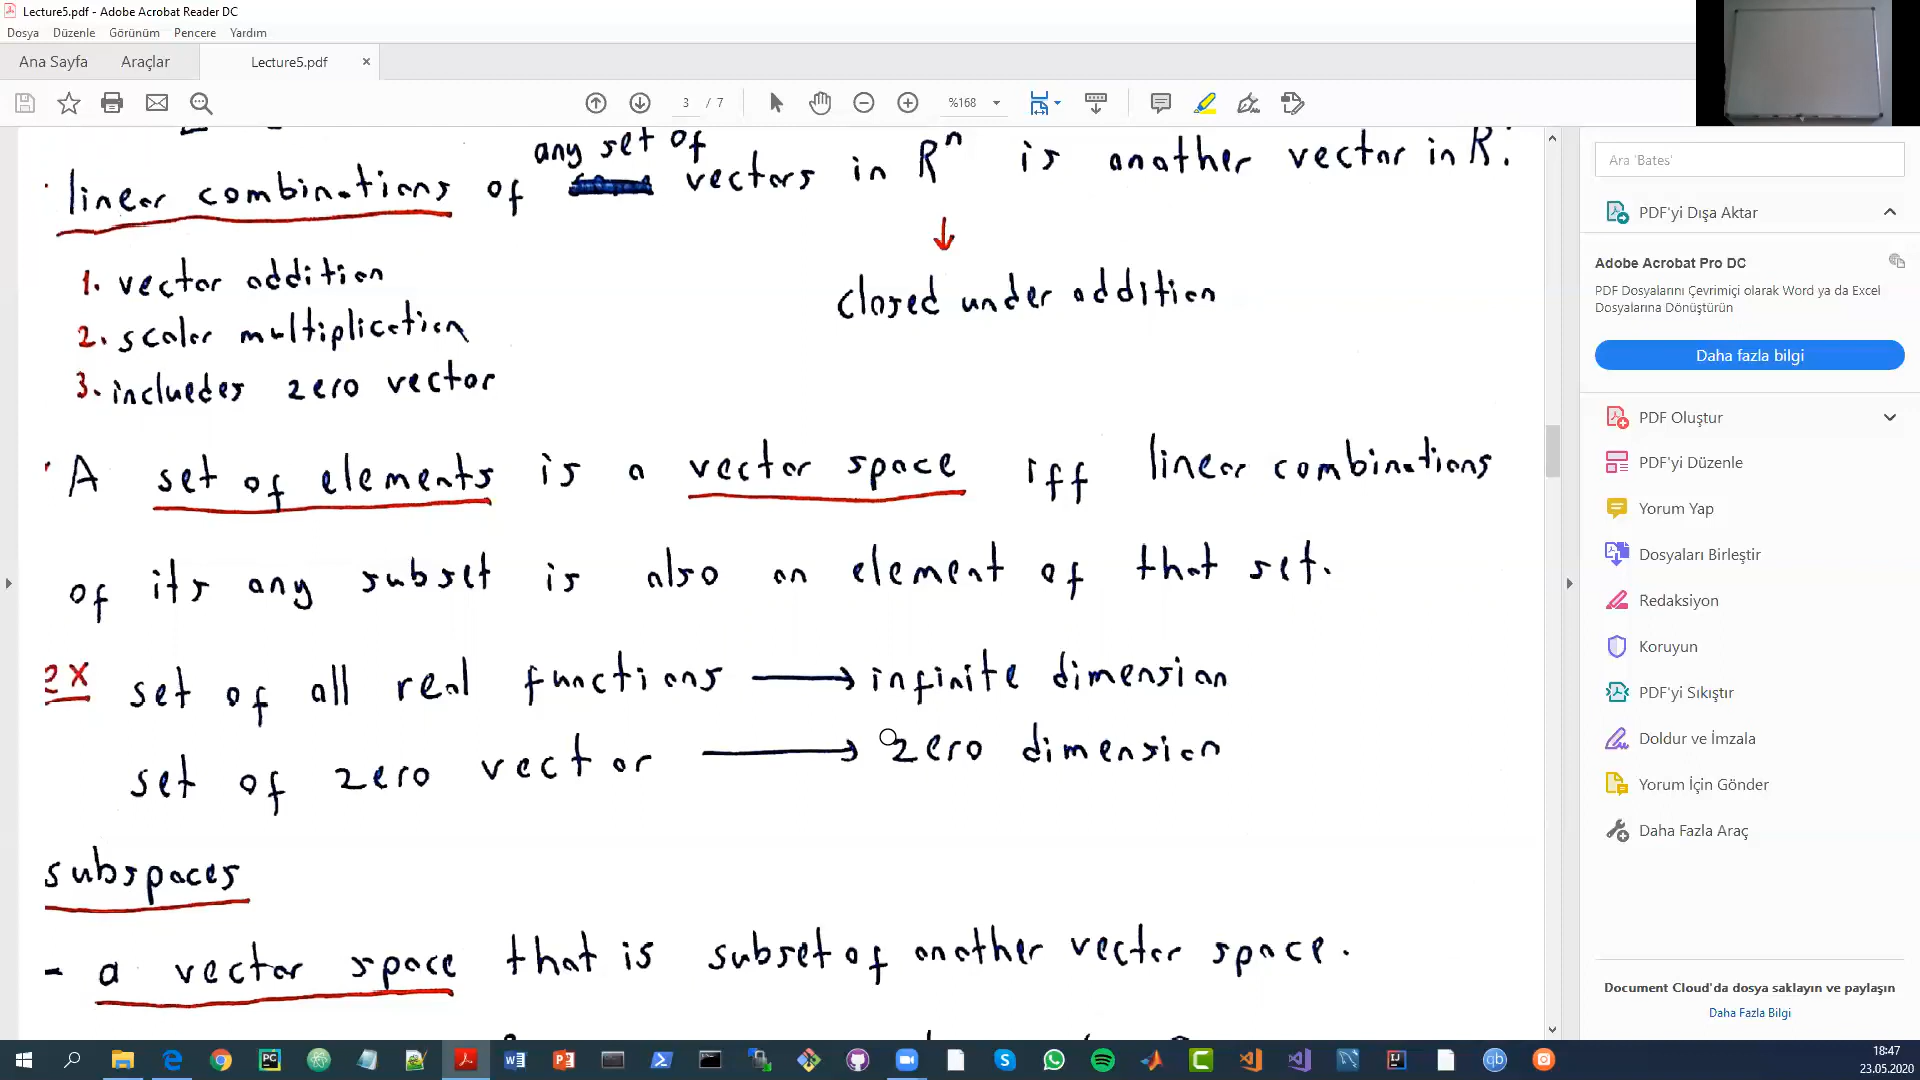 Lecture5.pdf - Adobe Acrobat Reader DC
Dosya Düzenle Görünüm Pencere Yardım
Ana Sayfa Araçlar Lecture5.pdf ×
3 / 7 %168
any set of
· linear combinations of vectors in Rⁿ is another vector in R
↓
1. vector addition
closed under addition
2. scalar multiplication
3. includes zero vector
· A set of elements is a vector space iff linear combinations
of its any subset is also an element of that set.
ex set of all real functions → infinite dimension
set of zero vector → zero dimension
subspaces
- a vector space that is subset of another vector space.
Ara 'Bates'
PDF'yi Dışa Aktar
Adobe Acrobat Pro DC
PDF Dosyalarını Çevrimiçi olarak Word ya da Excel
Dosyalarına Dönüştürün
Daha fazla bilgi
PDF Oluştur
PDF'yi Düzenle
Yorum Yap
Dosyaları Birleştir
Redaksiyon
Koruyun
PDF'yi Sıkıştır
Doldur ve İmzala
Yorum İçin Gönder
Daha Fazla Araç
Document Cloud'da dosya saklayın ve paylaşın
Daha Fazla Bilgi
18:47
23.05.2020